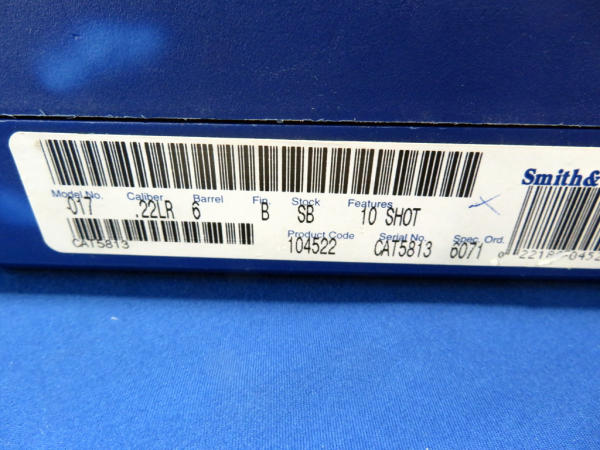 Smith&
Model No. Caliber Barrel Fin. Stock Features
017 .22LR 6 B SB 10 SHOT
Product Code Serial No. Spec. Ord.
CAT5813 104522 CAT5813 6071